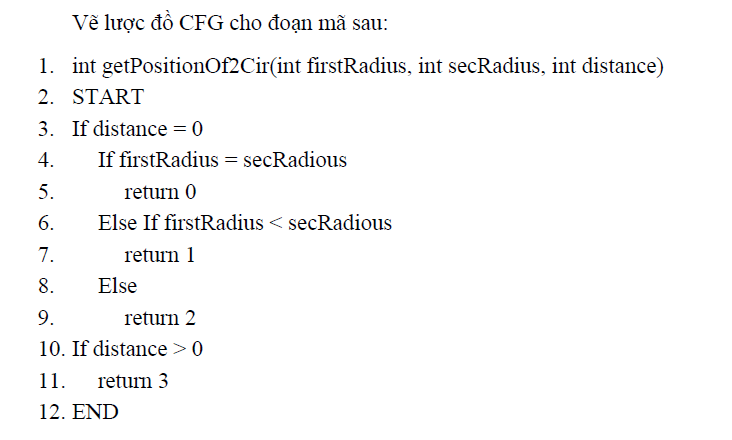 Vẽ lược đồ CFG cho đoạn mã sau:
1. int getPositionOf2Cir(int firstRadius, int secRadius, int distance)
2. START
3. If distance = 0
4. If firstRadius = secRadious
5. return 0
6. Else If firstRadius < secRadious
7. return 1
8. Else
9. return 2
10. If distance > 0
11. return 3
12. END